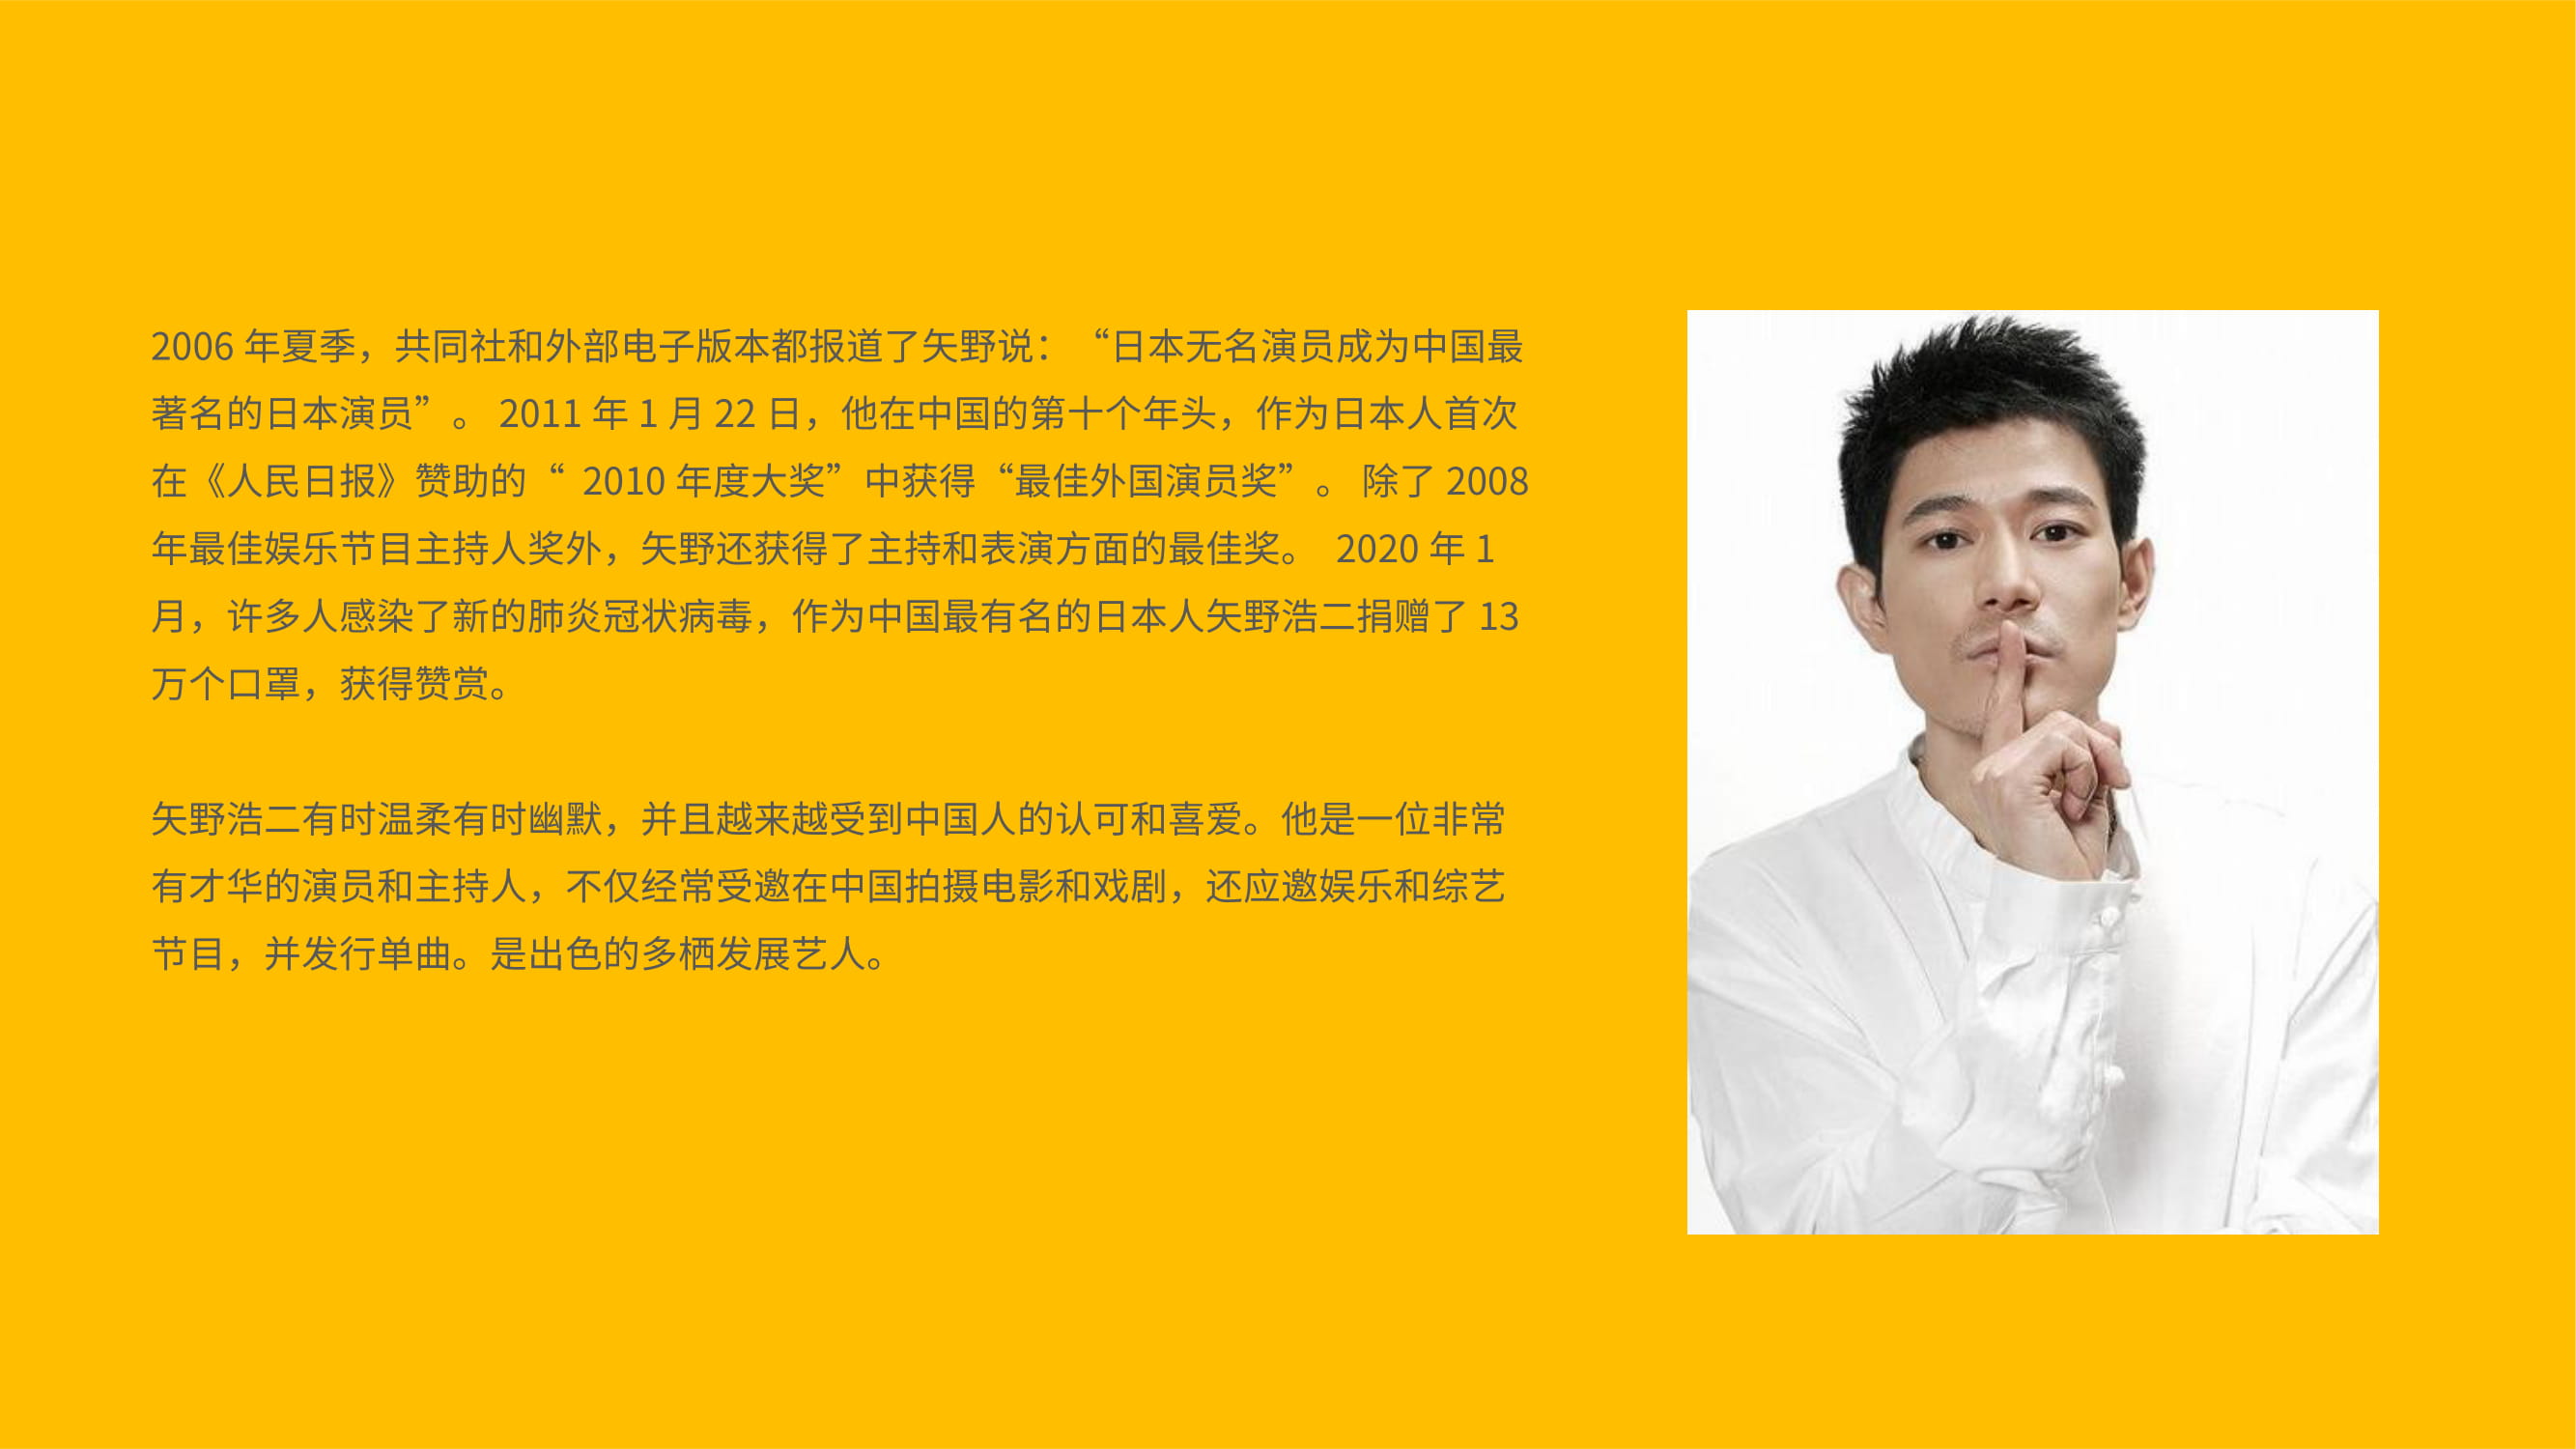 2006 年夏季，共同社和外部电子版本都报道了矢野说：“日本无名演员成为中国最
著名的日本演员”。 2011 年 1 月 22 日，他在中国的第十个年头，作为日本人首次
在《人民日报》赞助的“ 2010 年度大奖”中获得“最佳外国演员奖”。 除了 2008
年最佳娱乐节目主持人奖外，矢野还获得了主持和表演方面的最佳奖。 2020 年 1
月，许多人感染了新的肺炎冠状病毒，作为中国最有名的日本人矢野浩二捐赠了 13
万个口罩，获得赞赏。
矢野浩二有时温柔有时幽默，并且越来越受到中国人的认可和喜爱。他是一位非常
有才华的演员和主持人，不仅经常受邀在中国拍摄电影和戏剧，还应邀娱乐和综艺
节目，并发行单曲。是出色的多栖发展艺人。